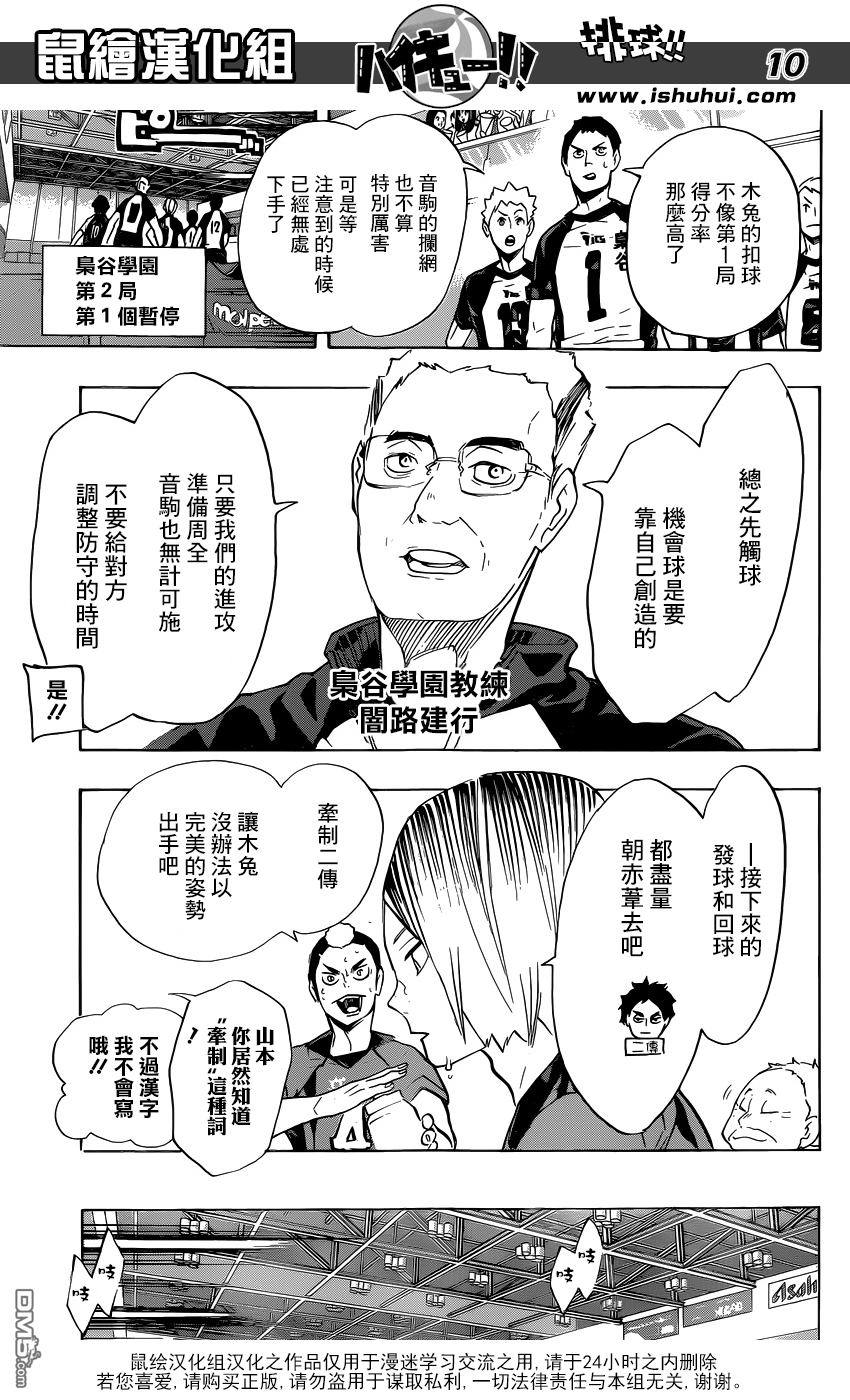 鼠繪漢化組
ハイキュー!!
排球!!
10
www.ishuhui.com
木兔的扣球
不像第1局
得分率
那麼高了
音駒的攔網
也不算
特別厲害
可是等
注意到的時候
已經無處
下手了
梟谷
1
12
梟谷學園
第2局
第1個暫停
molten
總之先觸球
機會球是要
靠自己創造的
只要我們的進攻
準備周全
音駒也無計可施
不要給對方
調整防守的時間
是!!
梟谷學園教練
闇路建行
—接下來的
發球和回球
都盡量
朝赤葦去吧
二傳
牽制二傳
讓木兔
沒辦法以
完美的姿勢
出手吧
山本
你居然知道
"牽制"這種詞
!
不過漢字
我不會寫
哦!!
4
吱
吱
吱
吱
Asah
鼠绘汉化组汉化之作品仅用于漫迷学习交流之用, 请于24小时之内删除
若您喜爱, 请购买正版, 请勿用于谋取私利, 一切法律责任与本组无关, 谢谢。
DM5